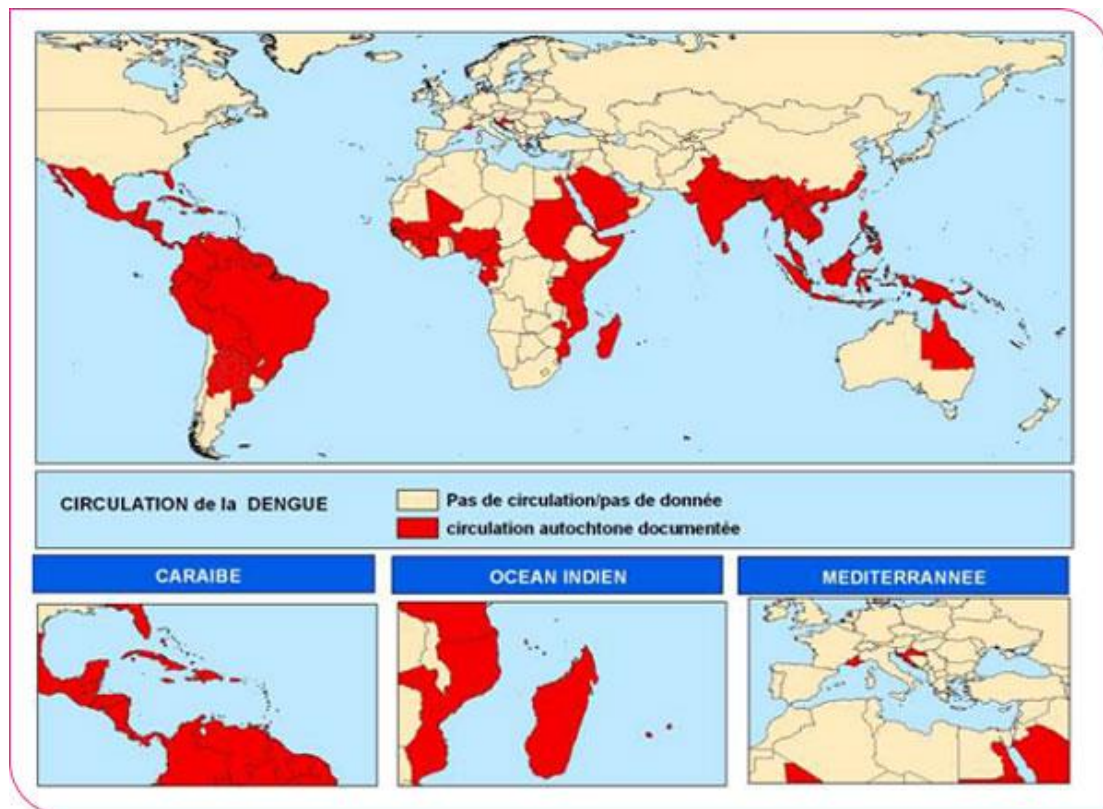 CIRCULATION de la DENGUE
Pas de circulation/pas de donnée
circulation autochtone documentée
CARAIBE
OCEAN INDIEN
MEDITERRANNEE